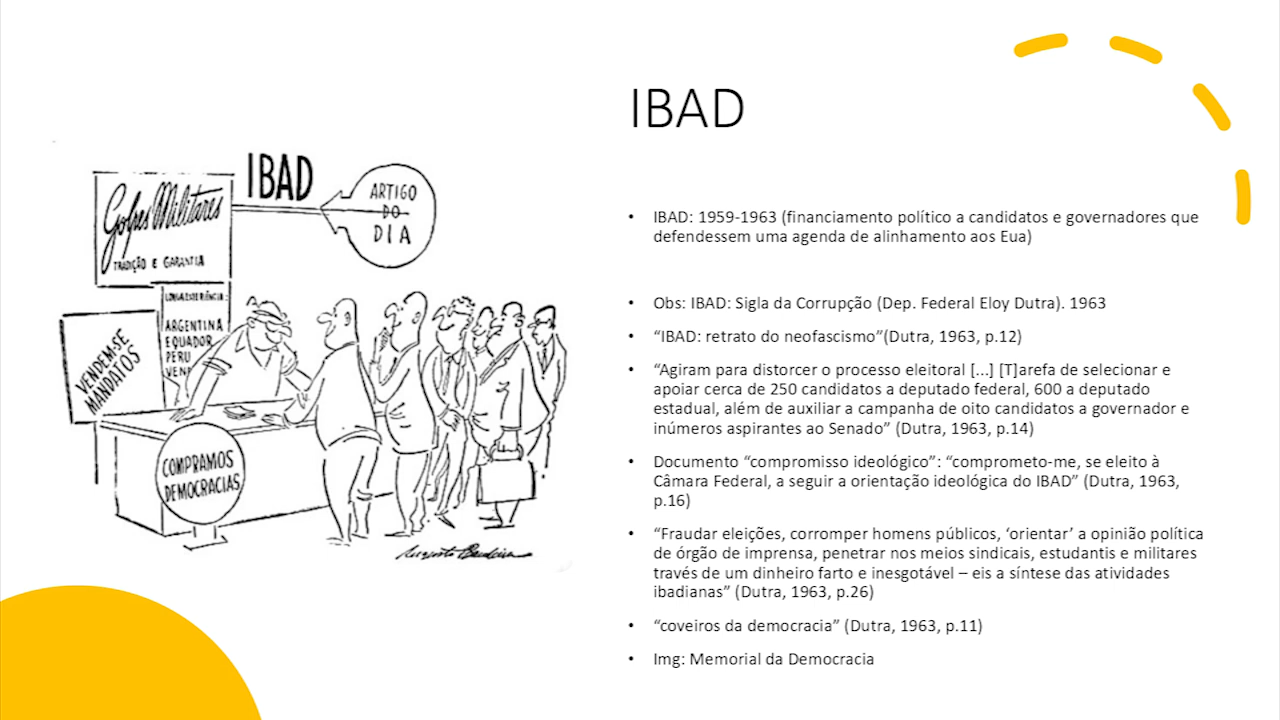 IBAD
IBAD: 1959-1963 (financiamento político a candidatos e governadores que
defendessem uma agenda de alinhamento aos Eua)
Obs: IBAD: Sigla da Corrupção (Dep. Federal Eloy Dutra). 1963
“IBAD: retrato do neofascismo”(Dutra, 1963, p.12)
“Agiram para distorcer o processo eleitoral [...] [T]arefa de selecionar e
apoiar cerca de 250 candidatos a deputado federal, 600 a deputado
estadual, além de auxiliar a campanha de oito candidatos a governador e
inúmeros aspirantes ao Senado” (Dutra, 1963, p.14)
Documento “compromisso ideológico”: “comprometo-me, se eleito à
Câmara Federal, a seguir a orientação ideológica do IBAD” (Dutra, 1963,
p.16)
“Fraudar eleições, corromper homens públicos, ‘orientar’ a opinião política
de órgão de imprensa, penetrar nos meios sindicais, estudantis e militares
través de um dinheiro farto e inesgotável – eis a síntese das atividades
ibadianas” (Dutra, 1963, p.26)
“coveiros da democracia” (Dutra, 1963, p.11)
Img: Memorial da Democracia
IBAD
ARTIGO
DO
DIA
Golpes Militares
TRADIÇÃO E GARANTIA
ARGENTINA
EQUADOR
PERU
VENDEM-SE
MANDATOS
COMPRAMOS
DEMOCRACIAS